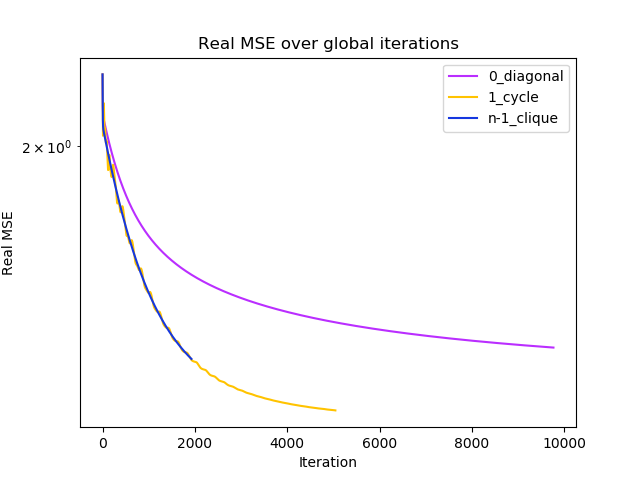 Real MSE over global iterations
0_diagonal
1_cycle
n-1_clique
2 × 10⁰
Real MSE
0 2000 4000 6000 8000 10000
Iteration